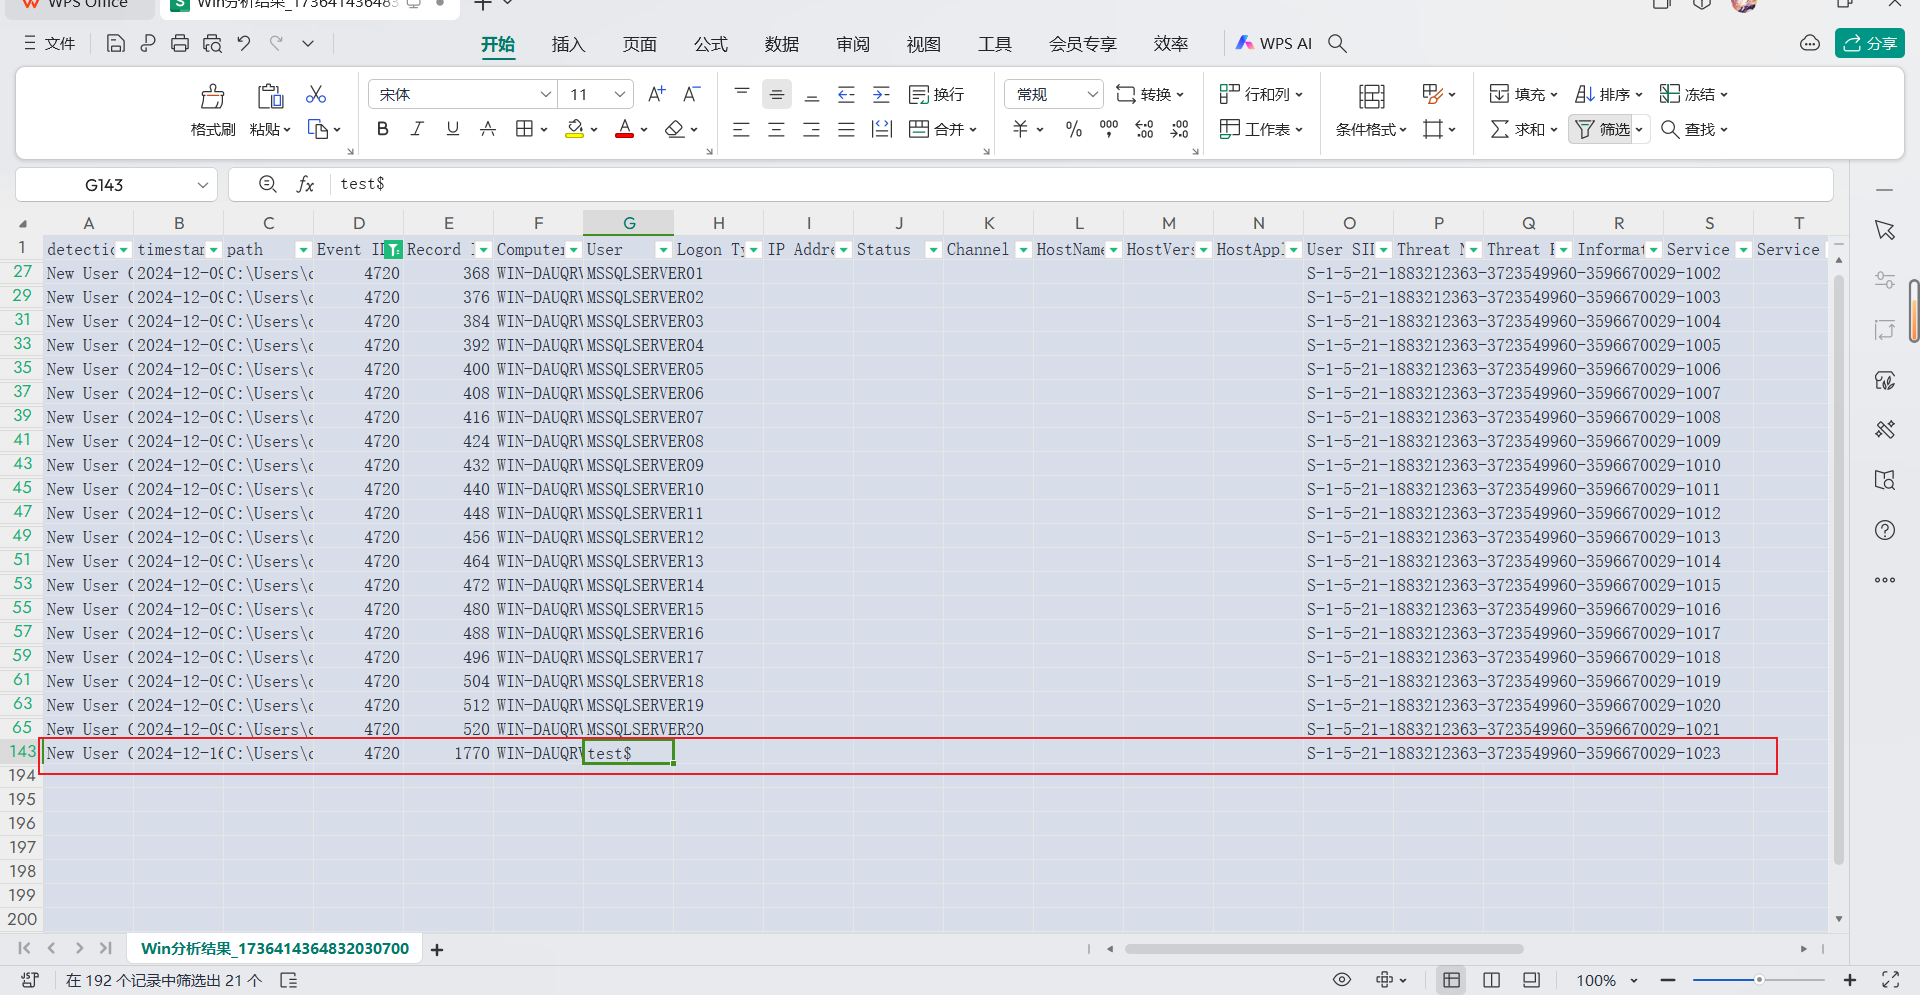 WPS Office
Win分析结果_1736414364832
文件
开始
插入
页面
公式
数据
审阅
视图
工具
会员专享
效率
WPS AI
分享
格式刷
粘贴
宋体
11
换行
合并
常规
转换
行和列
工作表
条件格式
填充
排序
冻结
求和
筛选
查找
G143
fx
test$
A B C D E F G H I J K L M N O P Q R S T
1 detectio timestam path Event ID Record Computer User Logon Ty IP Addre Status Channel HostName HostVers HostAppl User SID Threat N Threat Informat Service Service
27 New User 2024-12-09 C:\Users\ 4720 368 WIN-DAUQR MSSQLSERVER01 S-1-5-21-1883212363-3723549960-3596670029-1002
29 New User 2024-12-09 C:\Users\ 4720 376 WIN-DAUQR MSSQLSERVER02 S-1-5-21-1883212363-3723549960-3596670029-1003
31 New User 2024-12-09 C:\Users\ 4720 384 WIN-DAUQR MSSQLSERVER03 S-1-5-21-1883212363-3723549960-3596670029-1004
33 New User 2024-12-09 C:\Users\ 4720 392 WIN-DAUQR MSSQLSERVER04 S-1-5-21-1883212363-3723549960-3596670029-1005
35 New User 2024-12-09 C:\Users\ 4720 400 WIN-DAUQR MSSQLSERVER05 S-1-5-21-1883212363-3723549960-3596670029-1006
37 New User 2024-12-09 C:\Users\ 4720 408 WIN-DAUQR MSSQLSERVER06 S-1-5-21-1883212363-3723549960-3596670029-1007
39 New User 2024-12-09 C:\Users\ 4720 416 WIN-DAUQR MSSQLSERVER07 S-1-5-21-1883212363-3723549960-3596670029-1008
41 New User 2024-12-09 C:\Users\ 4720 424 WIN-DAUQR MSSQLSERVER08 S-1-5-21-1883212363-3723549960-3596670029-1009
43 New User 2024-12-09 C:\Users\ 4720 432 WIN-DAUQR MSSQLSERVER09 S-1-5-21-1883212363-3723549960-3596670029-1010
45 New User 2024-12-09 C:\Users\ 4720 440 WIN-DAUQR MSSQLSERVER10 S-1-5-21-1883212363-3723549960-3596670029-1011
47 New User 2024-12-09 C:\Users\ 4720 448 WIN-DAUQR MSSQLSERVER11 S-1-5-21-1883212363-3723549960-3596670029-1012
49 New User 2024-12-09 C:\Users\ 4720 456 WIN-DAUQR MSSQLSERVER12 S-1-5-21-1883212363-3723549960-3596670029-1013
51 New User 2024-12-09 C:\Users\ 4720 464 WIN-DAUQR MSSQLSERVER13 S-1-5-21-1883212363-3723549960-3596670029-1014
53 New User 2024-12-09 C:\Users\ 4720 472 WIN-DAUQR MSSQLSERVER14 S-1-5-21-1883212363-3723549960-3596670029-1015
55 New User 2024-12-09 C:\Users\ 4720 480 WIN-DAUQR MSSQLSERVER15 S-1-5-21-1883212363-3723549960-3596670029-1016
57 New User 2024-12-09 C:\Users\ 4720 488 WIN-DAUQR MSSQLSERVER16 S-1-5-21-1883212363-3723549960-3596670029-1017
59 New User 2024-12-09 C:\Users\ 4720 496 WIN-DAUQR MSSQLSERVER17 S-1-5-21-1883212363-3723549960-3596670029-1018
61 New User 2024-12-09 C:\Users\ 4720 504 WIN-DAUQR MSSQLSERVER18 S-1-5-21-1883212363-3723549960-3596670029-1019
63 New User 2024-12-09 C:\Users\ 4720 512 WIN-DAUQR MSSQLSERVER19 S-1-5-21-1883212363-3723549960-3596670029-1020
65 New User 2024-12-09 C:\Users\ 4720 520 WIN-DAUQR MSSQLSERVER20 S-1-5-21-1883212363-3723549960-3596670029-1021
143 New User 2024-12-16 C:\Users\ 4720 1770 WIN-DAUQR test$ S-1-5-21-1883212363-3723549960-3596670029-1023
194
195
196
197
198
199
200
Win分析结果_1736414364832030700
在 192 个记录中筛选出 21 个
100%